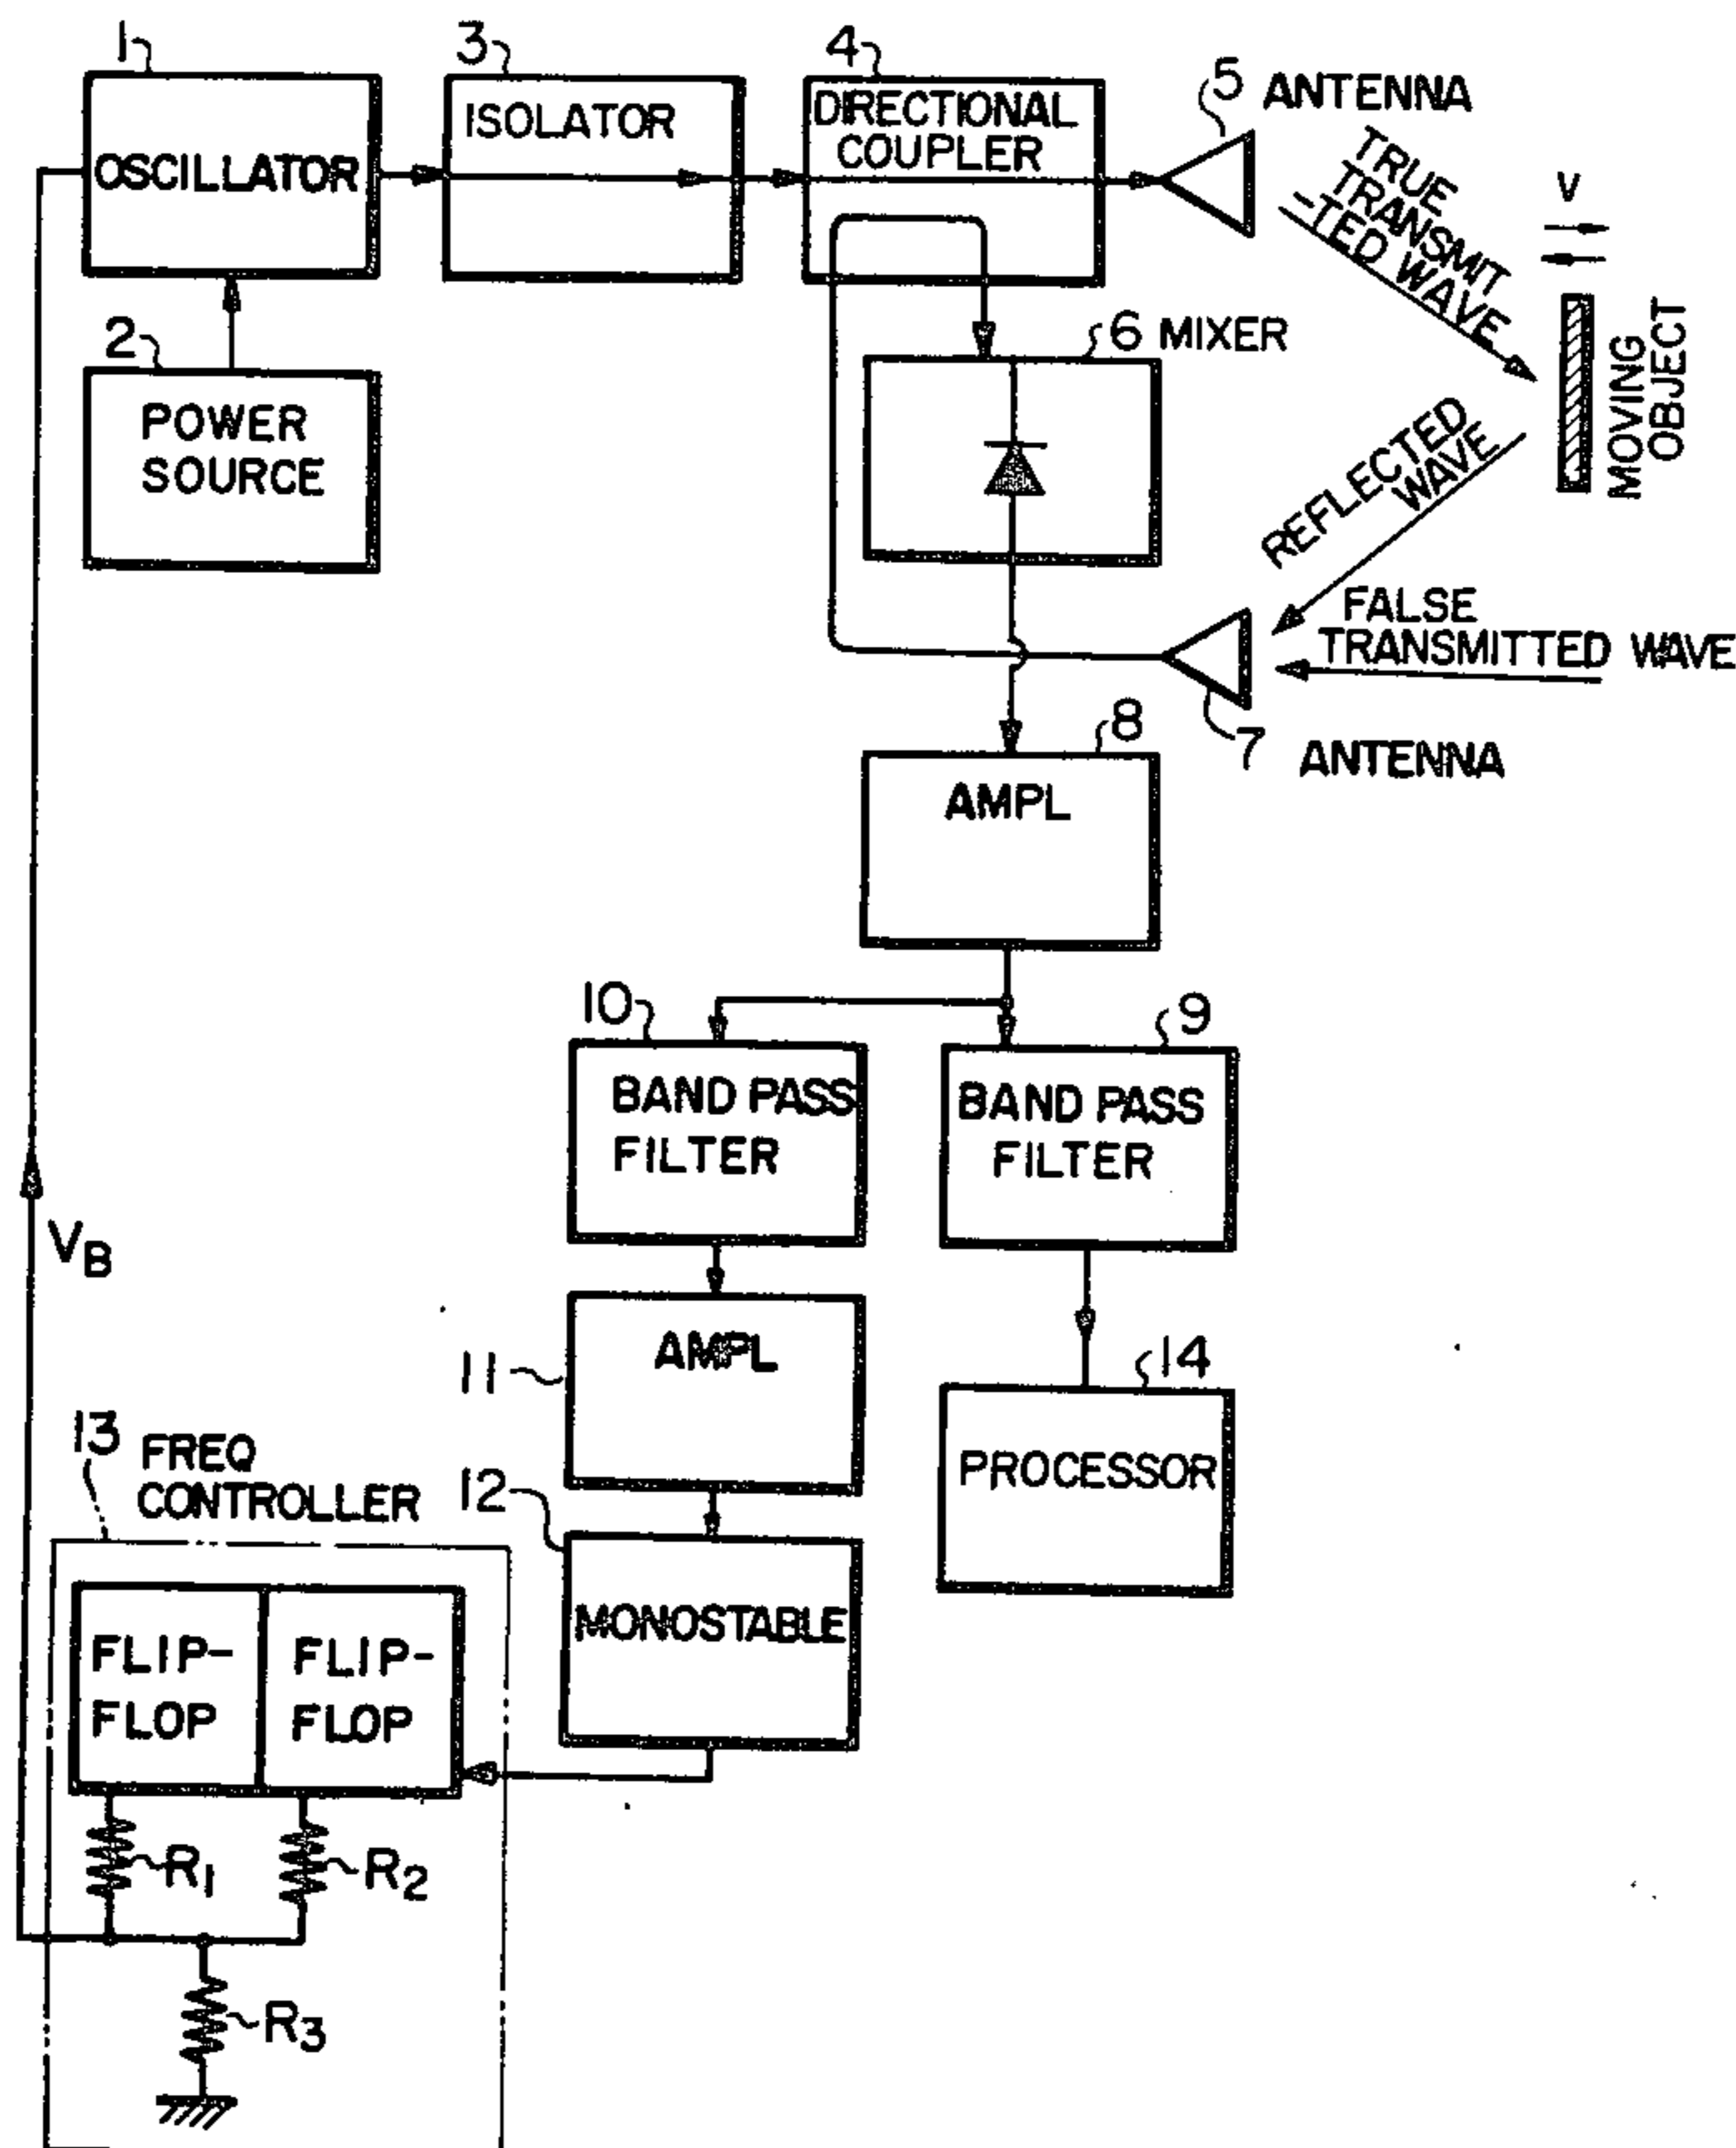 1
OSCILLATOR
2
POWER
SOURCE
3
ISOLATOR
4
DIRECTIONAL
COUPLER
5 ANTENNA
TRUE
TRANSMIT
-TED WAVE
V
MOVING
OBJECT
REFLECTED
WAVE
FALSE
TRANSMITTED WAVE
6 MIXER
7 ANTENNA
8
AMPL
9
BAND PASS
FILTER
10
BAND PASS
FILTER
11
AMPL
12
MONOSTABLE
14
PROCESSOR
VB
13 FREQ
CONTROLLER
FLIP-
FLOP
FLIP-
FLOP
R1
R2
R3